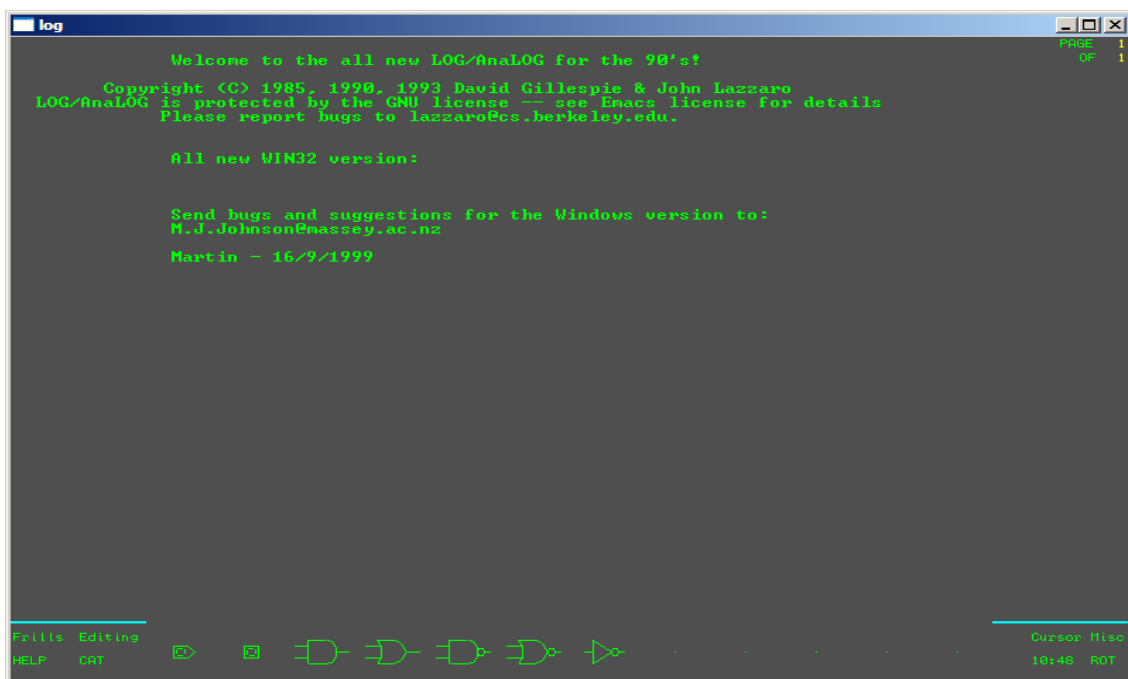 log
PAGE 1
OF 1
Welcome to the all new LOG/AnaLOG for the 90's!
Copyright (C) 1985, 1990, 1993 David Gillespie & John Lazzaro
LOG/AnaLOG is protected by the GNU license -- see Emacs license for details
Please report bugs to lazzaro@cs.berkeley.edu.
All new WIN32 version:
Send bugs and suggestions for the Windows version to:
M.J.Johnson@massey.ac.nz
Martin - 16/9/1999
Frills Editing
Cursor Misc
HELP CAT
10:48 ROT